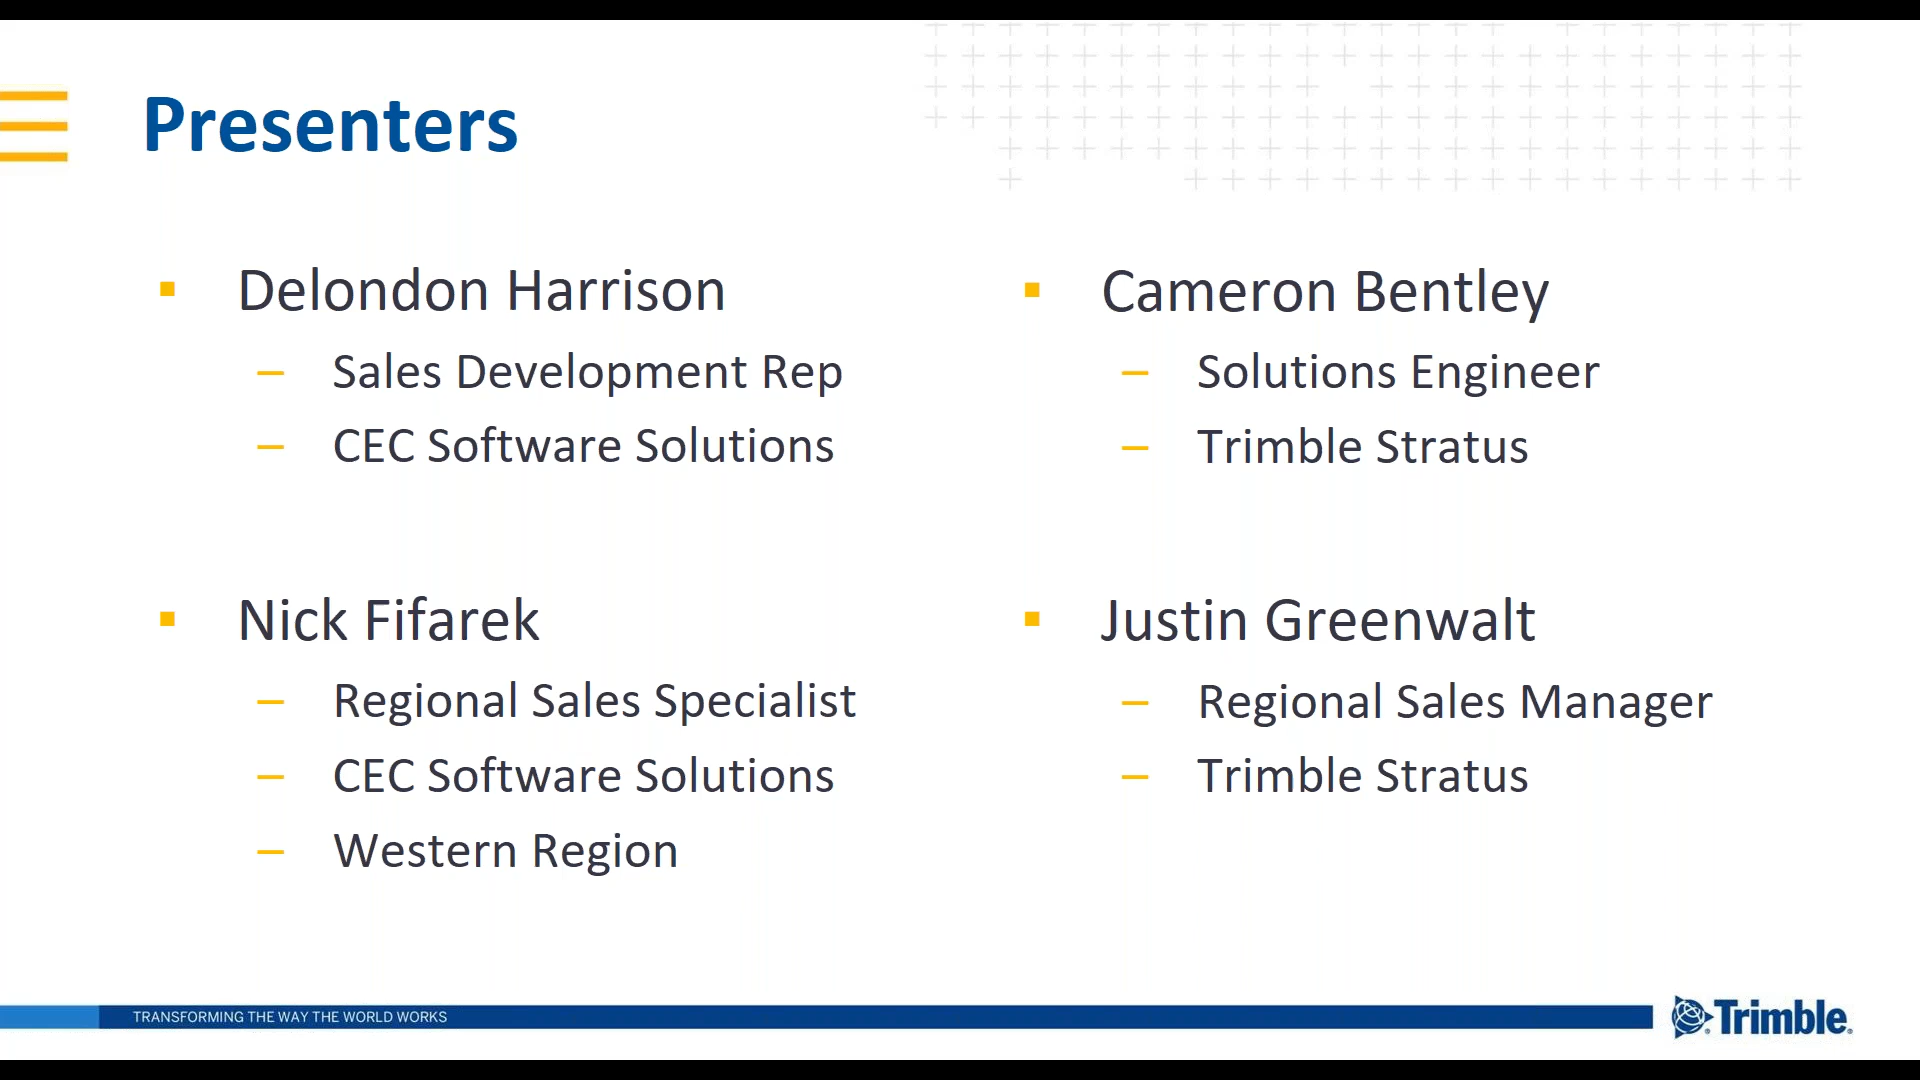 Presenters
Delondon Harrison
– Sales Development Rep
– CEC Software Solutions
Nick Fifarek
– Regional Sales Specialist
– CEC Software Solutions
– Western Region
Cameron Bentley
– Solutions Engineer
– Trimble Stratus
Justin Greenwalt
– Regional Sales Manager
– Trimble Stratus
TRANSFORMING THE WAY THE WORLD WORKS
Trimble